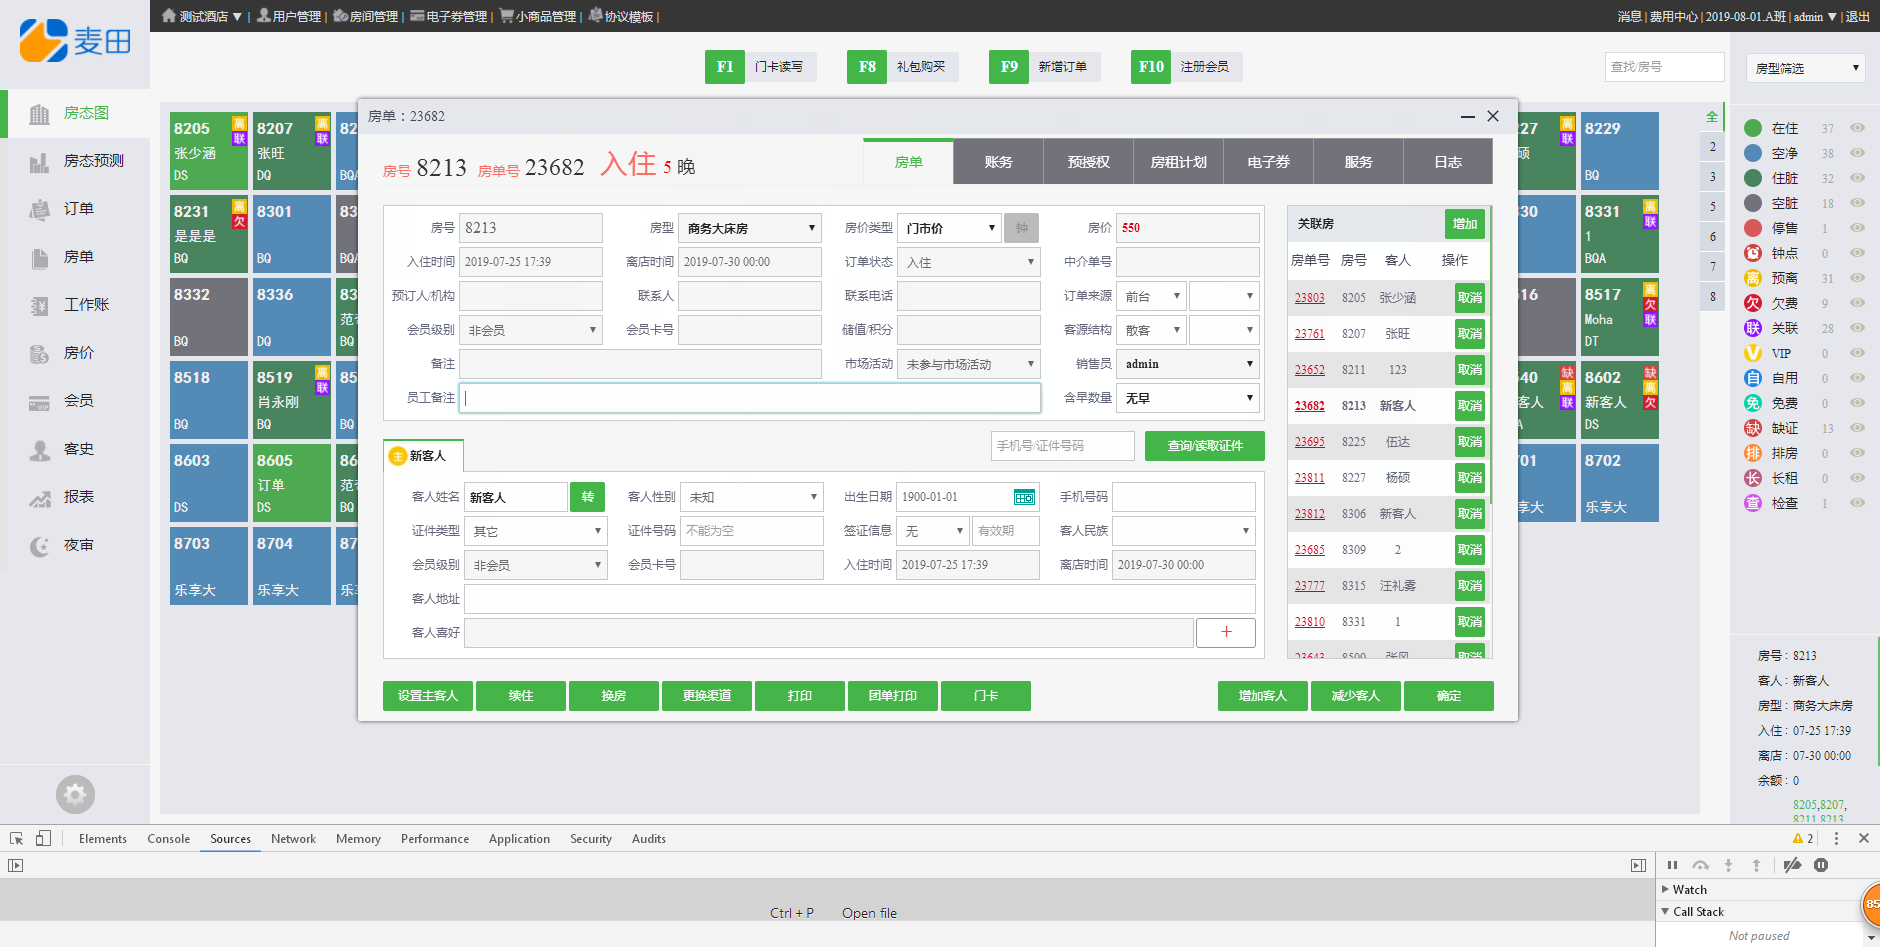 麦田
测试酒店 ▼ | 用户管理 | 房间管理 | 电子券管理 | 小商品管理 | 协议模板 |
消息 | 费用中心 | 2019-08-01.A班 | admin ▼ | 退出
F1 门卡读写 F8 礼包购买 F9 新增订单 F10 注册会员
查找/房号
房型筛选
房态图
房态预测
订单
房单
工作账
房价
会员
客史
报表
夜审
8205 离 联
张少涵
DS
8207 离 联
张旺
DQ
8231 离 欠
是是是
BQ
8301
BQ
8332
BQ
8336
DQ
8518
BQ
8519 离 联
肖永刚
BQ
8603
DS
8605
订单
DS
8703
乐享大
8704
乐享大
8229
BQ
8331 离 联
1
BQA
8517 离 欠 联
Moha
DT
8602 缺 离 欠
新客人
DS
8702
乐享大
全
2
3
5
6
7
8
在住 37
空净 38
住脏 32
空脏 18
停售 1
钟点 0
离 预离 31
欠 欠费 9
联 关联 28
V VIP 0
自 自用 0
免 免费 0
缺 缺证 13
排 排房 0
长 长租 0
查 检查 1
房号：8213
客人：新客人
房型：商务大床房
入住：07-25 17:39
离店：07-30 00:00
余额：0
8205,8207,
8211,8213
房单：23682
房号 8213 房单号 23682 入住 5 晚
房单 账务 预授权 房租计划 电子券 服务 日志
房号 8213 房型 商务大床房 房价类型 门市价 钟 房价 550
入住时间 2019-07-25 17:39 离店时间 2019-07-30 00:00 订单状态 入住 中介单号
预订人/机构 联系人 联系电话 订单来源 前台
会员级别 非会员 会员卡号 储值/积分 客源结构 散客
备注 市场活动 未参与市场活动 销售员 admin
员工备注 含早数量 无早
手机号/证件号码 查询/读取证件
主 新客人
客人姓名 新客人 转 客人性别 未知 出生日期 1900-01-01 手机号码
证件类型 其它 证件号码 不能为空 签证信息 无 有效期 客人民族
会员级别 非会员 会员卡号 入住时间 2019-07-25 17:39 离店时间 2019-07-30 00:00
客人地址
客人喜好 +
关联房 增加
房单号 房号 客人 操作
23803 8205 张少涵 取消
23761 8207 张旺 取消
23652 8211 123 取消
23682 8213 新客人 取消
23695 8225 伍达 取消
23811 8227 杨硕 取消
23812 8306 新客人 取消
23685 8309 2 取消
23777 8315 汪礼雾 取消
23810 8331 1 取消
23643 8509 张风 取消
设置主客人 续住 换房 更换渠道 打印 团单打印 门卡 增加客人 减少客人 确定
Elements Console Sources Network Memory Performance Application Security Audits 2
Ctrl + P Open file
Watch
Call Stack
Not paused
85